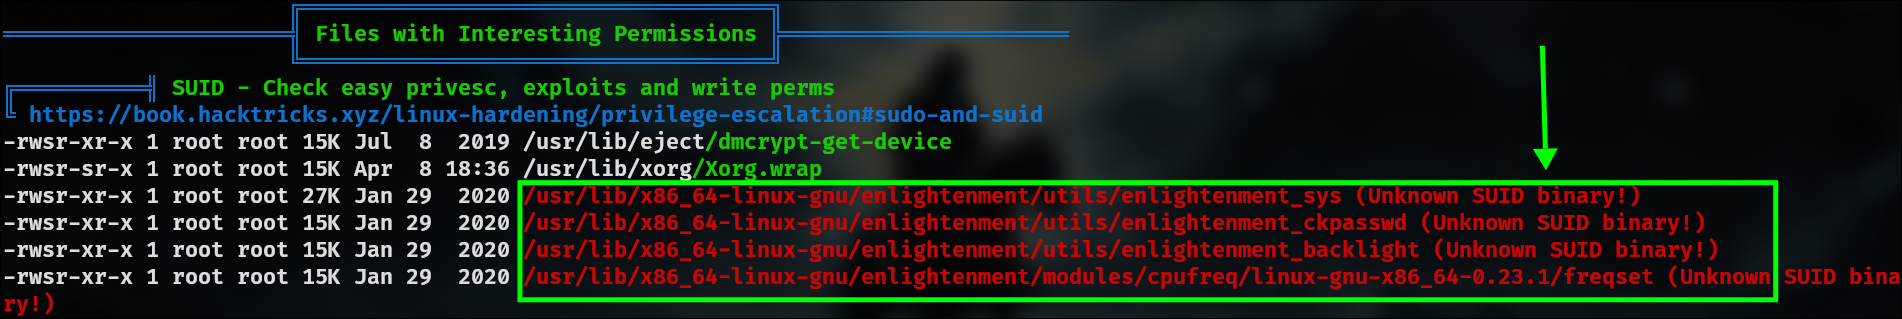 Files with Interesting Permissions
SUID - Check easy privesc, exploits and write perms
https://book.hacktricks.xyz/linux-hardening/privilege-escalation#sudo-and-suid
-rwsr-xr-x 1 root root 15K Jul  8  2019 /usr/lib/eject/dmcrypt-get-device
-rwsr-sr-x 1 root root 15K Apr  8 18:36 /usr/lib/xorg/Xorg.wrap
-rwsr-xr-x 1 root root 27K Jan 29  2020 /usr/lib/x86_64-linux-gnu/enlightenment/utils/enlightenment_sys (Unknown SUID binary!)
-rwsr-xr-x 1 root root 15K Jan 29  2020 /usr/lib/x86_64-linux-gnu/enlightenment/utils/enlightenment_ckpasswd (Unknown SUID binary!)
-rwsr-xr-x 1 root root 15K Jan 29  2020 /usr/lib/x86_64-linux-gnu/enlightenment/utils/enlightenment_backlight (Unknown SUID binary!)
-rwsr-xr-x 1 root root 15K Jan 29  2020 /usr/lib/x86_64-linux-gnu/enlightenment/modules/cpufreq/linux-gnu-x86_64-0.23.1/freqset (Unknown SUID bina
ry!)